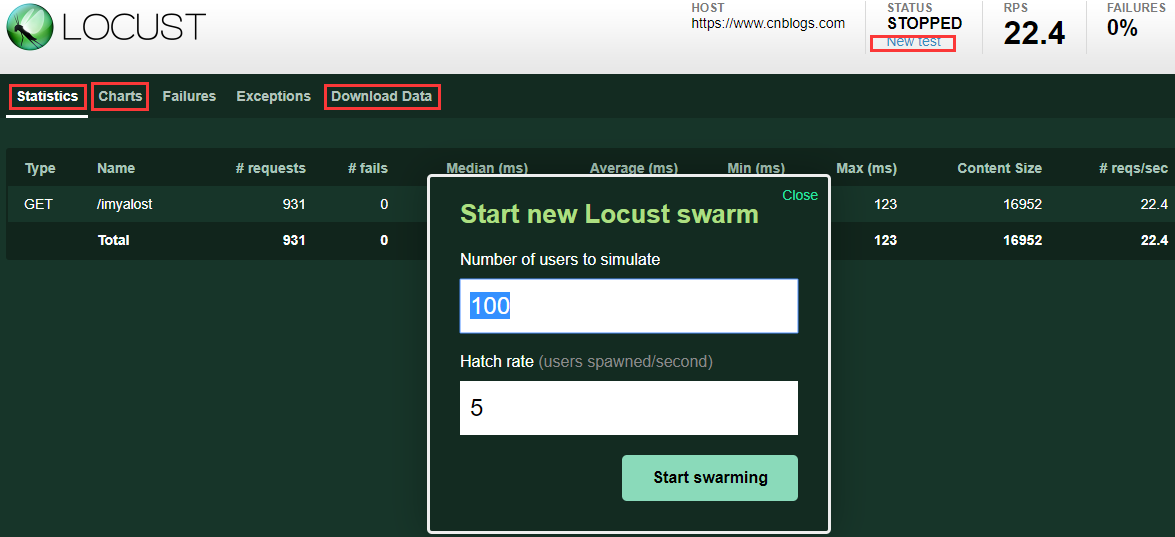 LOCUST
HOST
https://www.cnblogs.com
STATUS
STOPPED
New test
RPS
22.4
FAILURES
0%
Statistics Charts Failures Exceptions Download Data
Type Name # requests # fails Median (ms) Average (ms) Min (ms) Max (ms) Content Size # reqs/sec
GET /imyalost 931 0 123 16952 22.4
Total 931 0 123 16952 22.4
Close
Start new Locust swarm
Number of users to simulate
100
Hatch rate (users spawned/second)
5
Start swarming